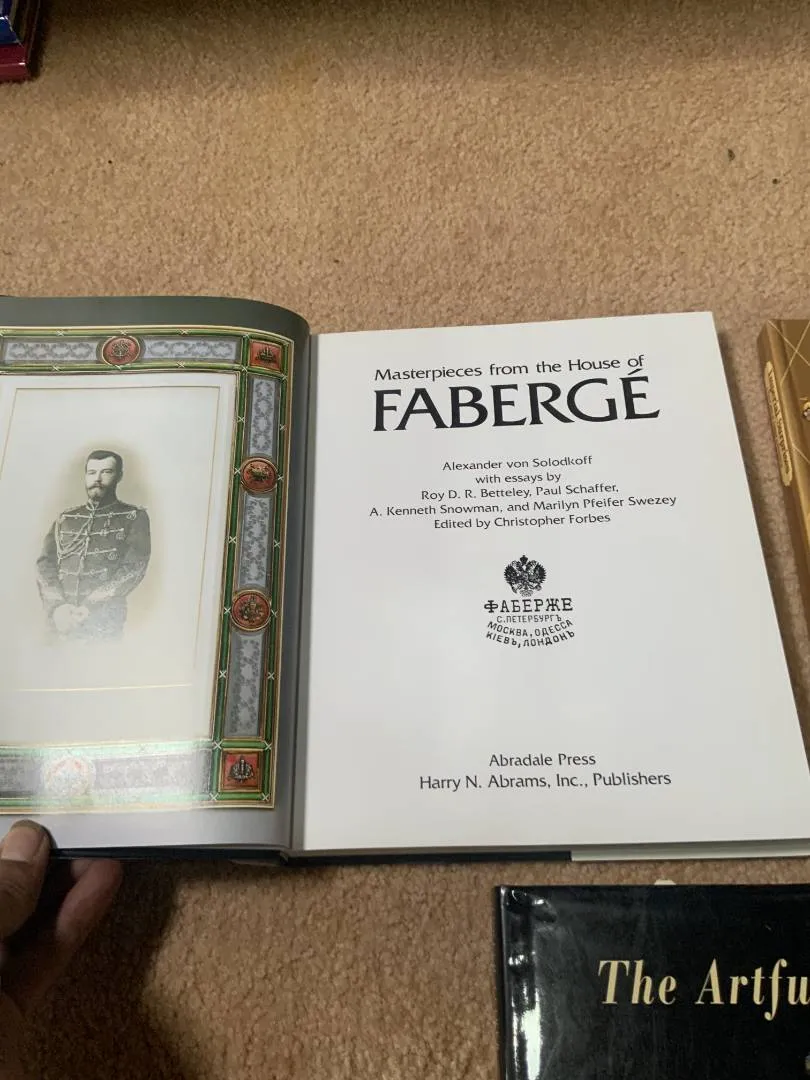 Masterpieces from the House of
FABERGÉ
Alexander von Solodkoff
with essays by
Roy D. R. Betteley, Paul Schaffer,
A. Kenneth Snowman, and Marilyn Pfeifer Swezey
Edited by Christopher Forbes
ФАБЕРЖЕ
С.ПЕТЕРБУРГЪ
МОСКВА, ОДЕССА
КІЕВЪ, ЛОНДОНЪ
Abradale Press
Harry N. Abrams, Inc., Publishers
The Artfu